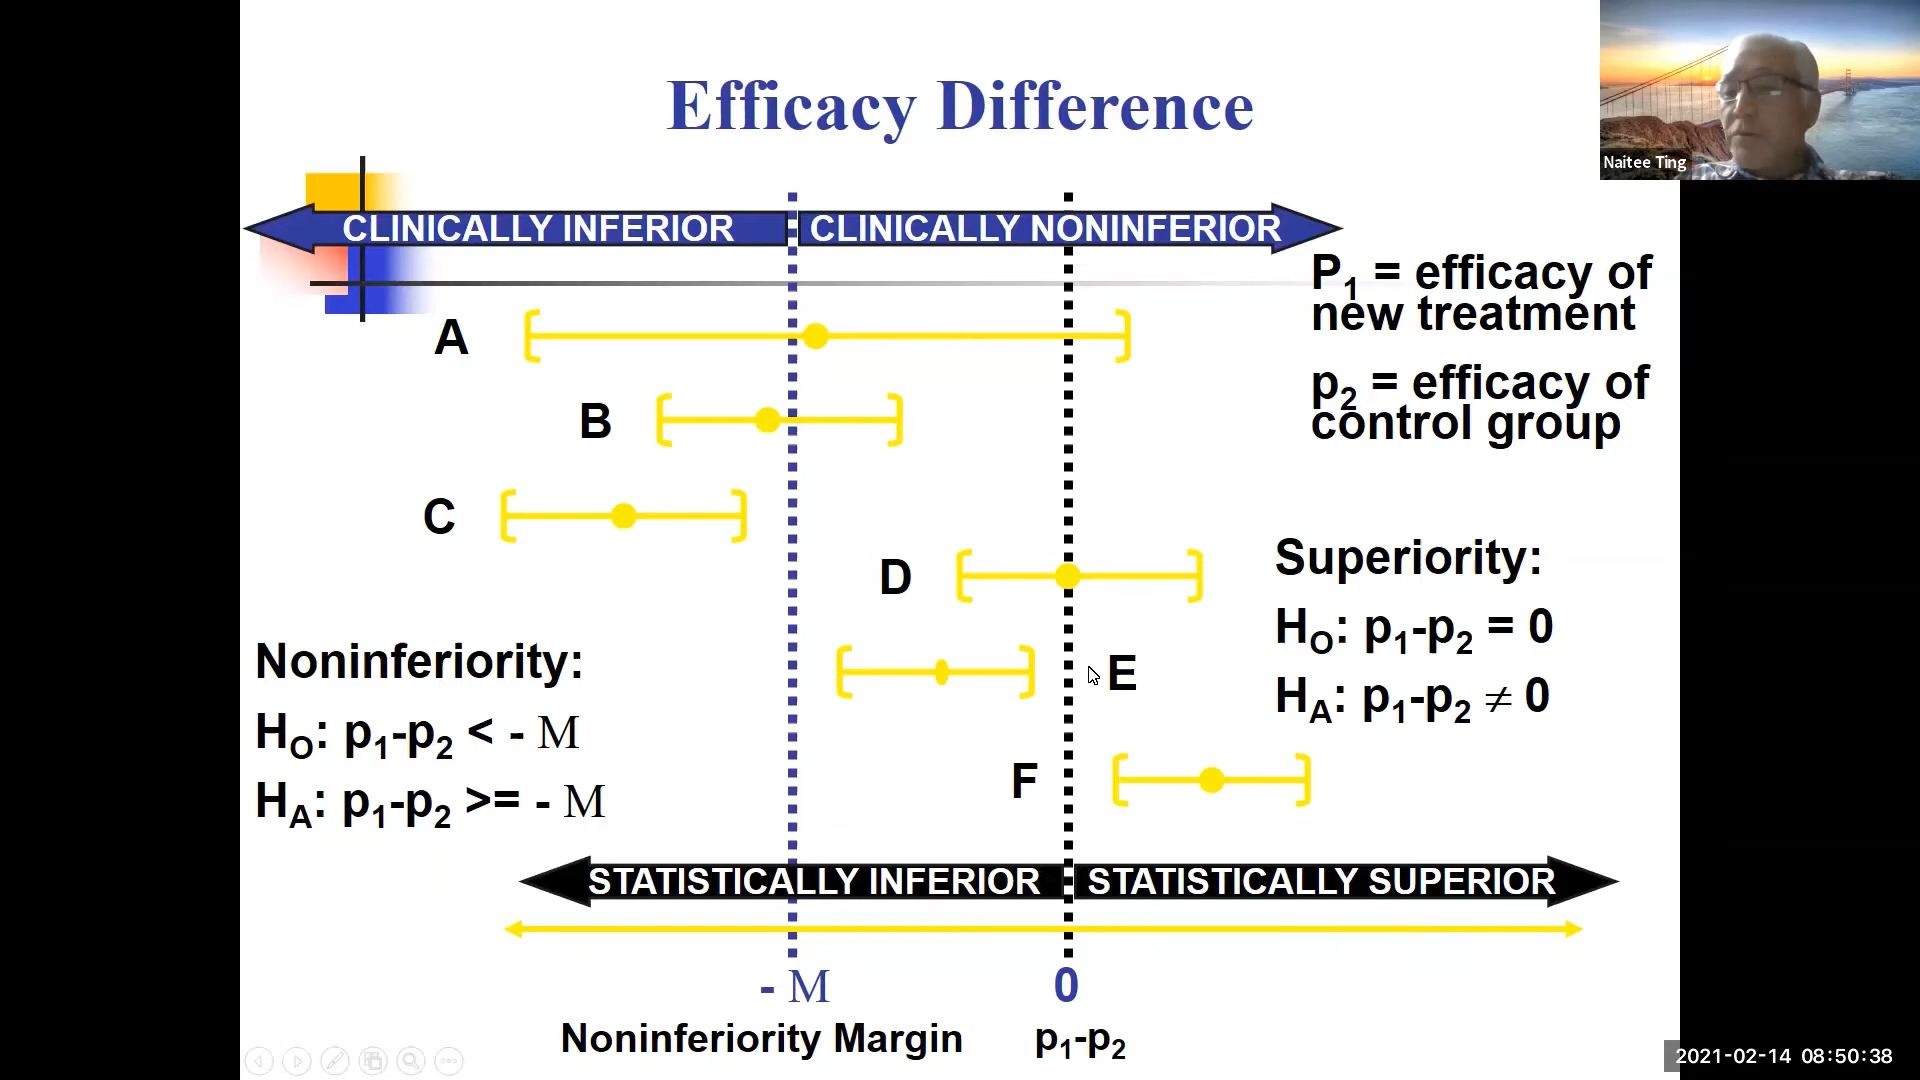 Efficacy Difference
Naitee Ting
CLINICALLY INFERIOR
CLINICALLY NONINFERIOR
P1 = efficacy of
new treatment
p2 = efficacy of
control group
A
B
C
D
E
F
Superiority:
HO: p1-p2 = 0
HA: p1-p2 ≠ 0
Noninferiority:
HO: p1-p2 < - M
HA: p1-p2 >= - M
STATISTICALLY INFERIOR
STATISTICALLY SUPERIOR
- M
0
Noninferiority Margin
p1-p2
2021-02-14 08:50:38